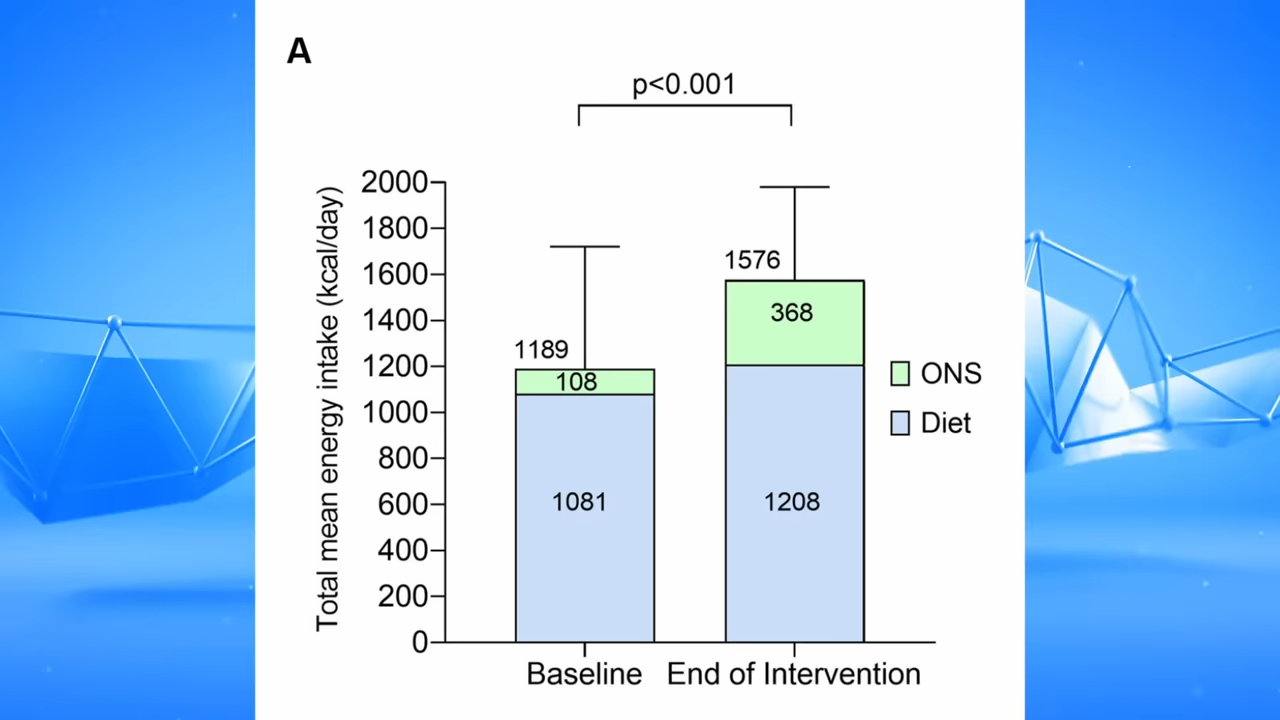 A
p<0.001
Total mean energy intake (kcal/day)
2000
1800
1600
1400
1200
1000
800
600
400
200
0
1189
108
1081
1576
368
1208
ONS
Diet
Baseline
End of Intervention